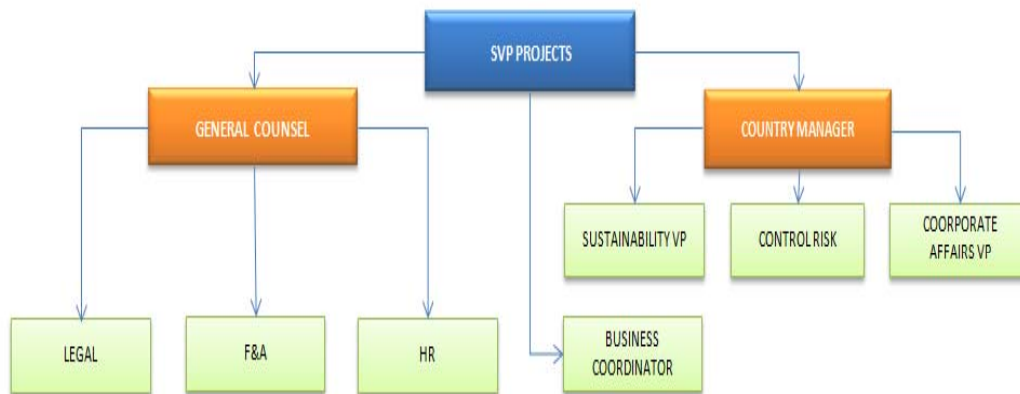 SVP PROJECTS
GENERAL COUNSEL
COUNTRY MANAGER
SUSTAINABILITY VP
CONTROL RISK
COORPORATE
AFFAIRS VP
LEGAL
F&A
HR
BUSINESS
COORDINATOR